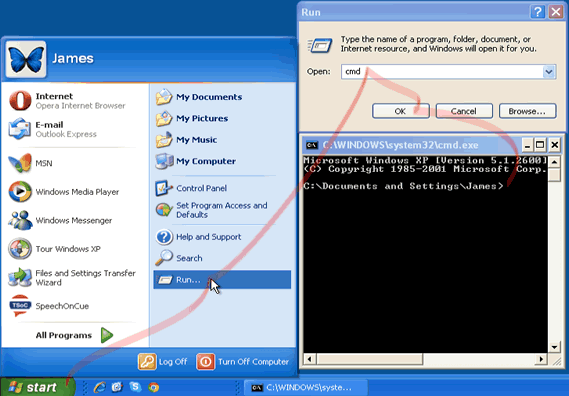 James
Internet
Opera Internet Browser
E-mail
Outlook Express
MSN
Windows Media Player
Windows Messenger
Tour Windows XP
Files and Settings Transfer
Wizard
SpeechOnCue
All Programs
My Documents
My Pictures
My Music
My Computer
Control Panel
Set Program Access and
Defaults
Help and Support
Search
Run...
Log Off
Turn Off Computer
start
C:\WINDOWS\syste...
Run
Type the name of a program, folder, document, or
Internet resource, and Windows will open it for you.
Open:
cmd
OK
Cancel
Browse...
C:\WINDOWS\system32\cmd.exe
Microsoft Windows XP [Version 5.1.2600]
(C) Copyright 1985-2001 Microsoft Corp.
C:\Documents and Settings\James>